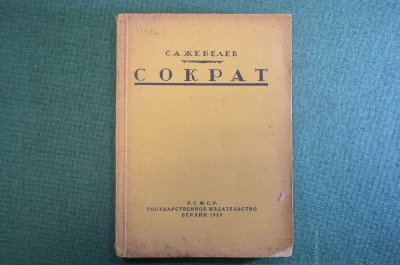 С. А. ЖЕБЕЛЕВ
СОКРАТ
Р. С. Ф. С. Р.
ГОСУДАРСТВЕННОЕ ИЗДАТЕЛЬСТВО
БЕРЛИН 1923